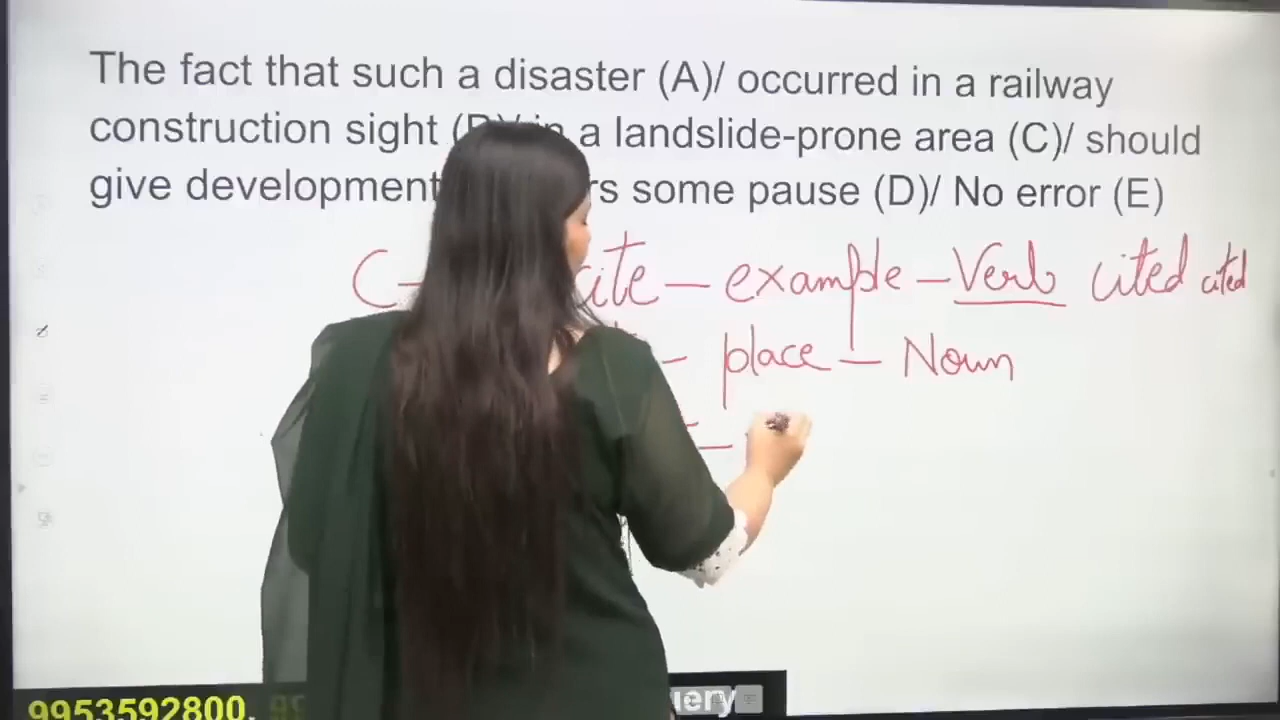 The fact that such a disaster (A)/ occurred in a railway
construction sight in a landslide-prone area (C)/ should
give development some pause (D)/ No error (E)
C - cite - example - Verb cited cited
- place - Noun
9953592800,